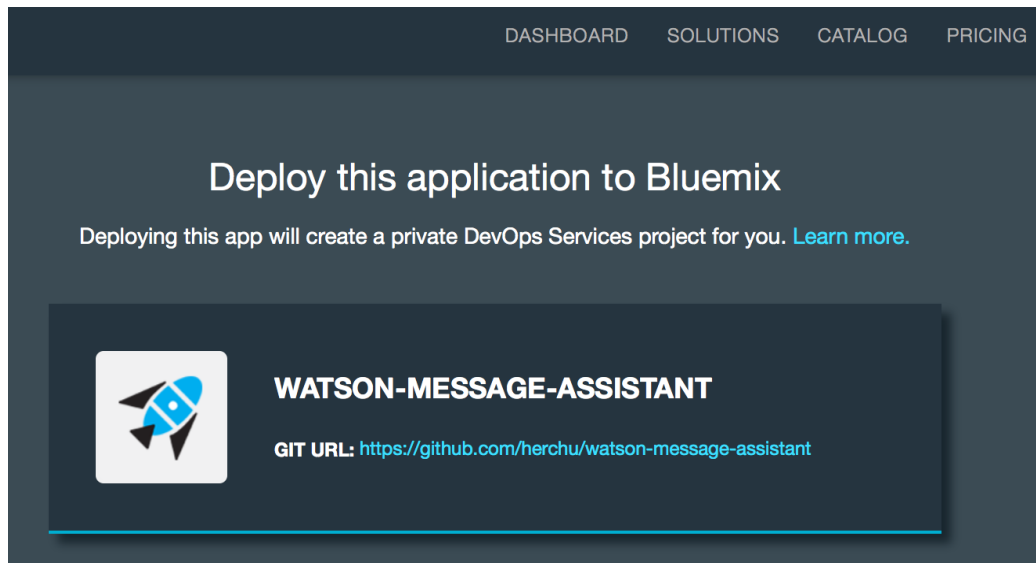 DASHBOARD SOLUTIONS CATALOG PRICING
Deploy this application to Bluemix
Deploying this app will create a private DevOps Services project for you. Learn more.
WATSON-MESSAGE-ASSISTANT
GIT URL: https://github.com/herchu/watson-message-assistant